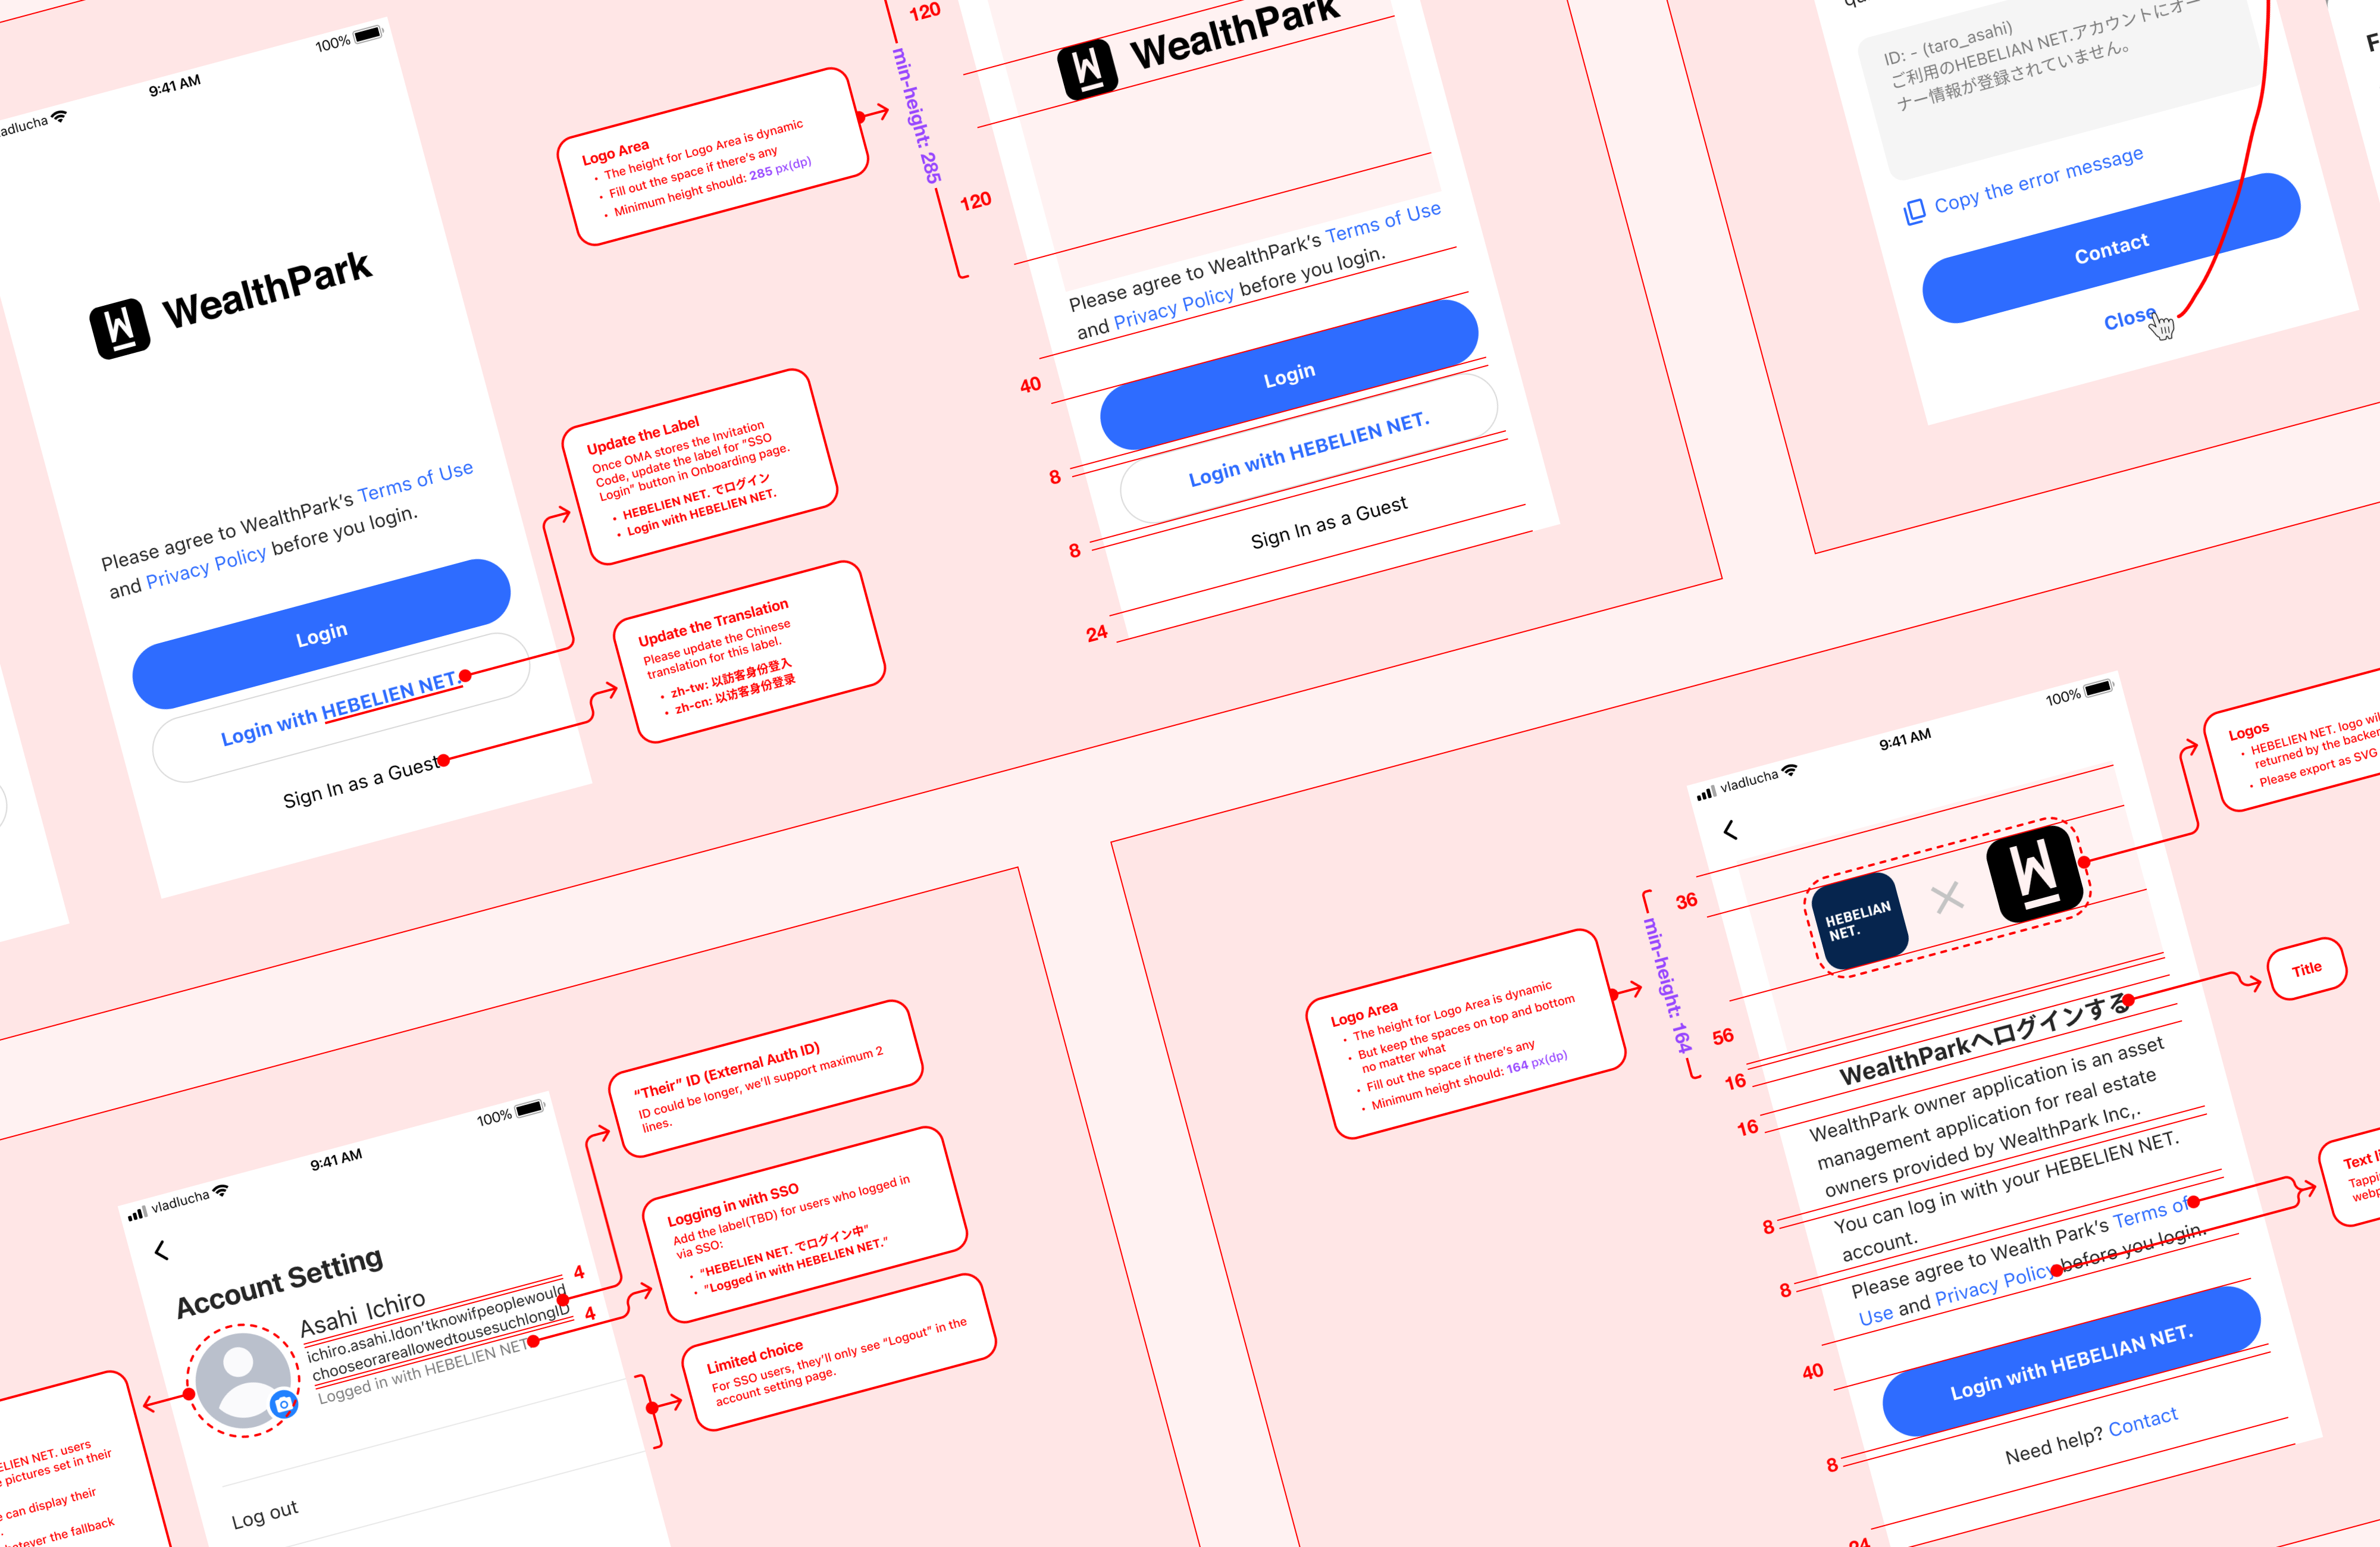 vladlucha
9:41 AM
100%
WealthPark
Please agree to WealthPark's Terms of Use
and Privacy Policy before you login.
Login
Login with HEBELIEN NET.
Sign In as a Guest
Logo Area
• The height for Logo Area is dynamic
• Fill out the space if there's any
• Minimum height should: 285 px(dp)
Update the Label
Once OMA stores the Invitation
Code, update the label for "SSO
Login" button in Onboarding page.
• HEBELIEN NET. でログイン
• Login with HEBELIEN NET.
Update the Translation
Please update the Chinese
translation for this label.
• zh-tw: 以訪客身份登入
• zh-cn: 以访客身份登录
120
min-height: 285
120
40
8
8
24
WealthPark
Please agree to WealthPark's Terms of Use
and Privacy Policy before you login.
Login
Login with HEBELIEN NET.
Sign In as a Guest
ID: - (taro_asahi)
ご利用のHEBELIAN NET.アカウントにオー
ナー情報が登録されていません。
Copy the error message
Contact
Close
vladlucha
9:41 AM
100%
Account Setting
Asahi Ichiro
ichiro.asahi.Idon'tknowifpeoplewould
chooseorareallowedtousesuchlongID
Logged in with HEBELIEN NET
4
4
Log out
"Their" ID (External Auth ID)
ID could be longer, we'll support maximum 2
lines.
Logging in with SSO
Add the label(TBD) for users who logged in
via SSO:
• "HEBELIEN NET. でログイン中"
• "Logged in with HEBELIEN NET."
Limited choice
For SSO users, they'll only see "Logout" in the
account setting page.
NET. users
pictures set in their
can display their
the fallback
Logo Area
• The height for Logo Area is dynamic
• But keep the spaces on top and bottom
no matter what
• Fill out the space if there's any
• Minimum height should: 164 px(dp)
min-height: 164
36
56
16
16
8
8
40
8
24
vladlucha
9:41 AM
100%
HEBELIAN
NET.
WealthParkへログインする
WealthPark owner application is an asset
management application for real estate
owners provided by WealthPark Inc,.
You can log in with your HEBELIEN NET.
account.
Please agree to Wealth Park's Terms of
Use and Privacy Policy before you login.
Login with HEBELIAN NET.
Need help? Contact
Logos
• HEBELIEN NET. logo
returned by the
• Please export as SVG
Title
Text